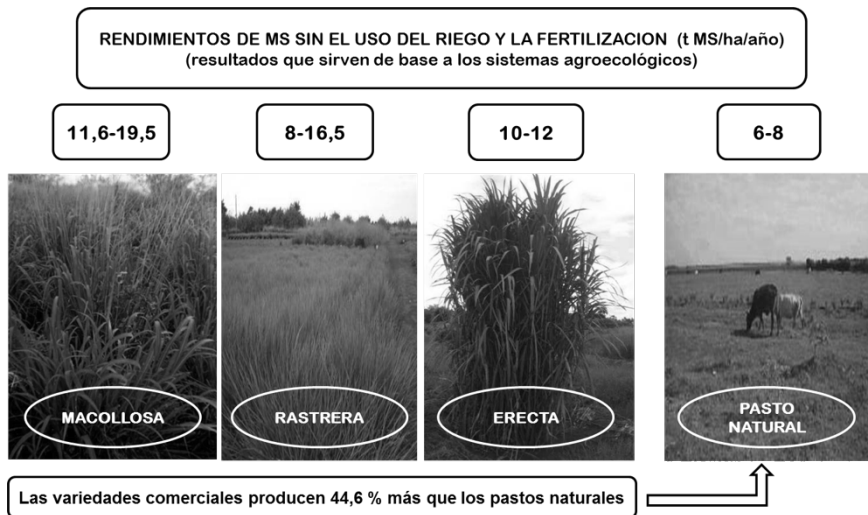 RENDIMIENTOS DE MS SIN EL USO DEL RIEGO Y LA FERTILIZACION (t MS/ha/año)
(resultados que sirven de base a los sistemas agroecológicos)
11,6-19,5
8-16,5
10-12
6-8
MACOLLOSA
RASTRERA
ERECTA
PASTO
NATURAL
Las variedades comerciales producen 44,6 % más que los pastos naturales